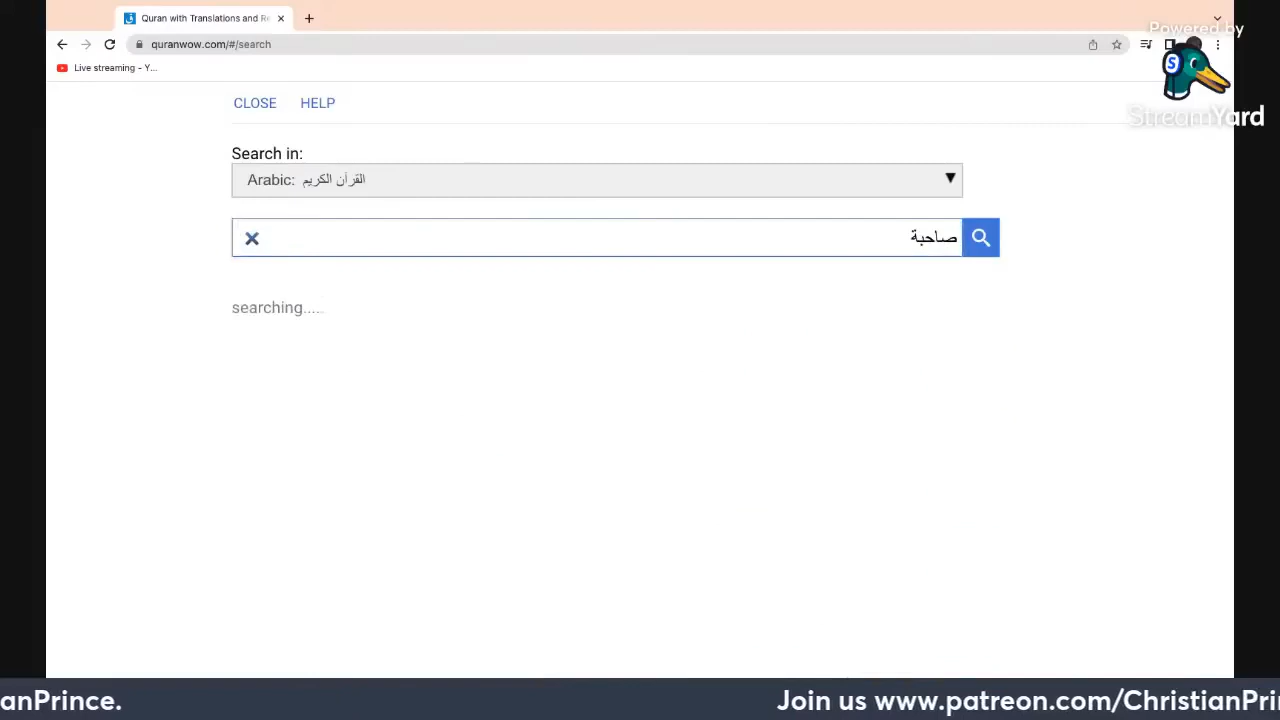 Quran with Translations and Re
quranwow.com/#/search
Live streaming - Y...
Powered by
StreamYard
CLOSE HELP
Search in:
Arabic: القرآن الكريم
صاحبة
searching.....
anPrince.
Join us www.patreon.com/ChristianPri